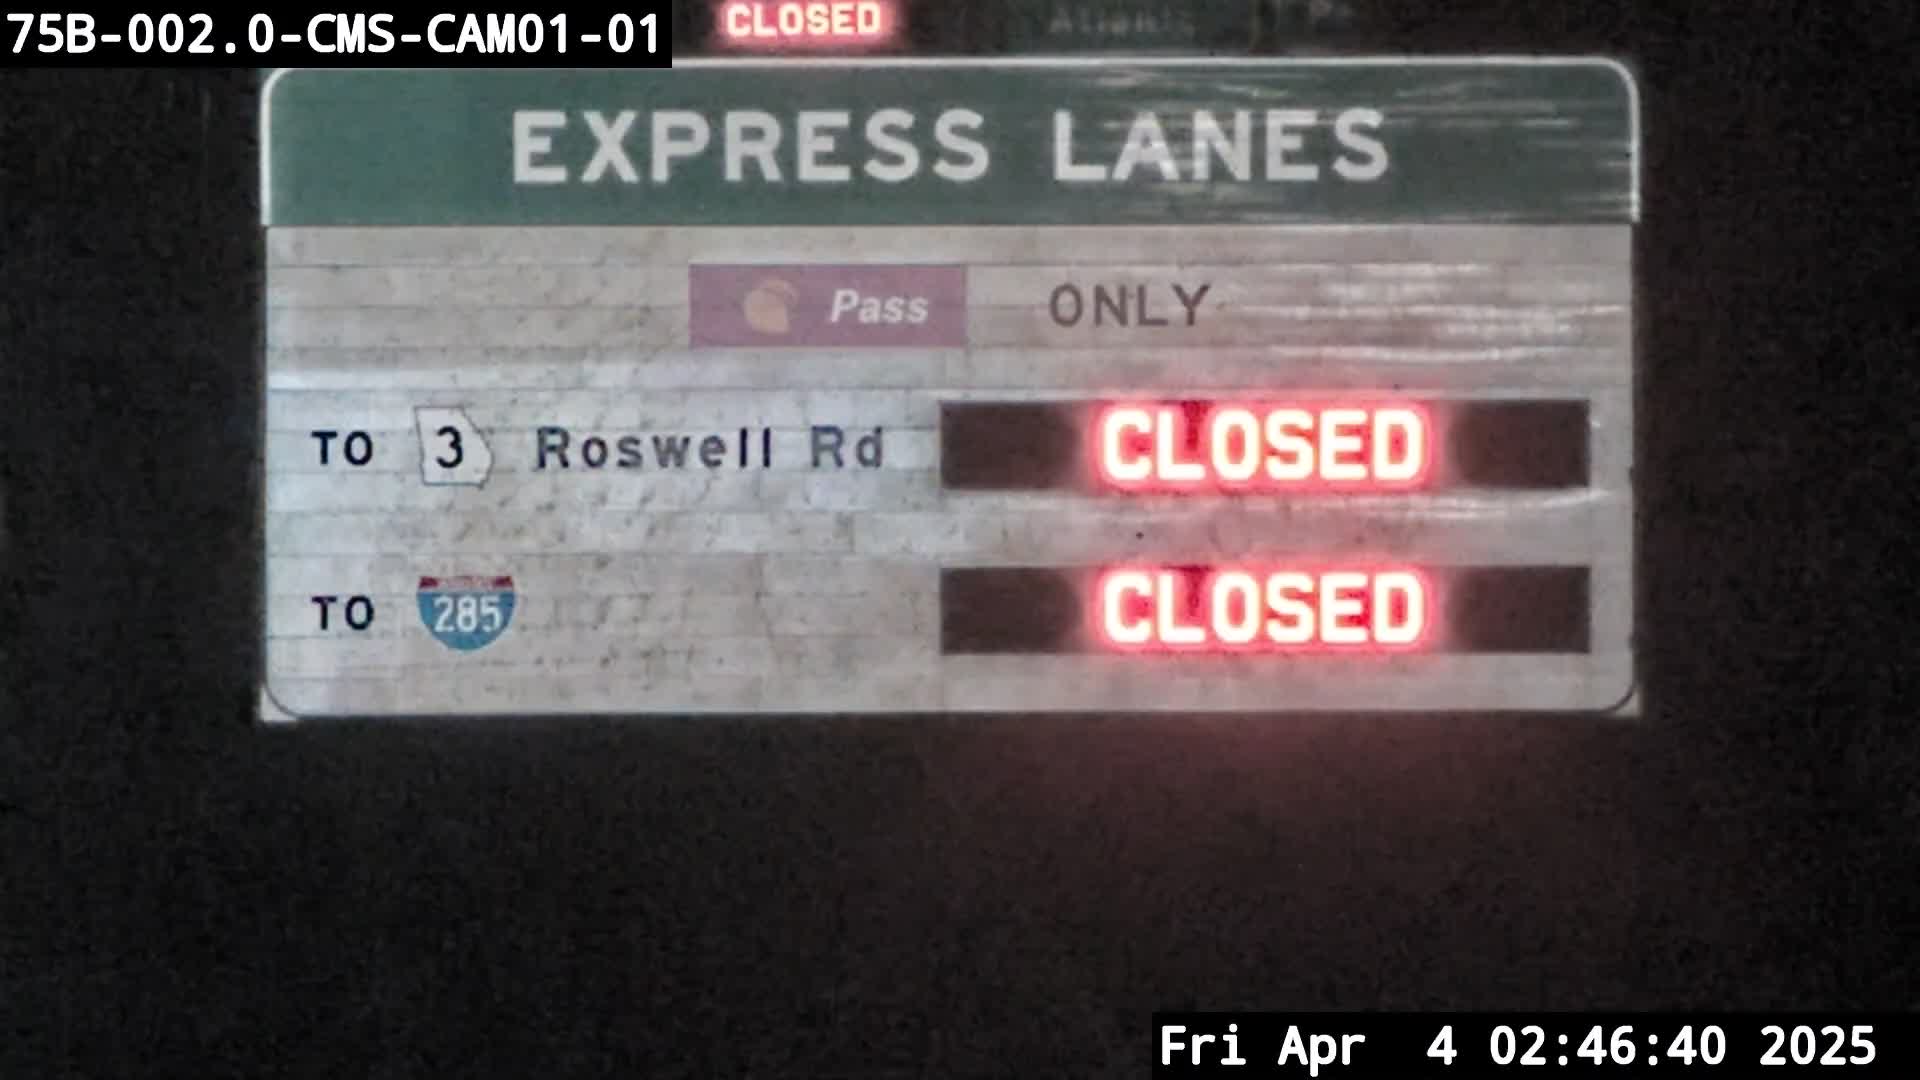 75B-002.0-CMS-CAM01-01
CLOSED
EXPRESS LANES
Pass ONLY
TO 3 Roswell Rd CLOSED
TO 285 CLOSED
Fri Apr 4 02:46:40 2025